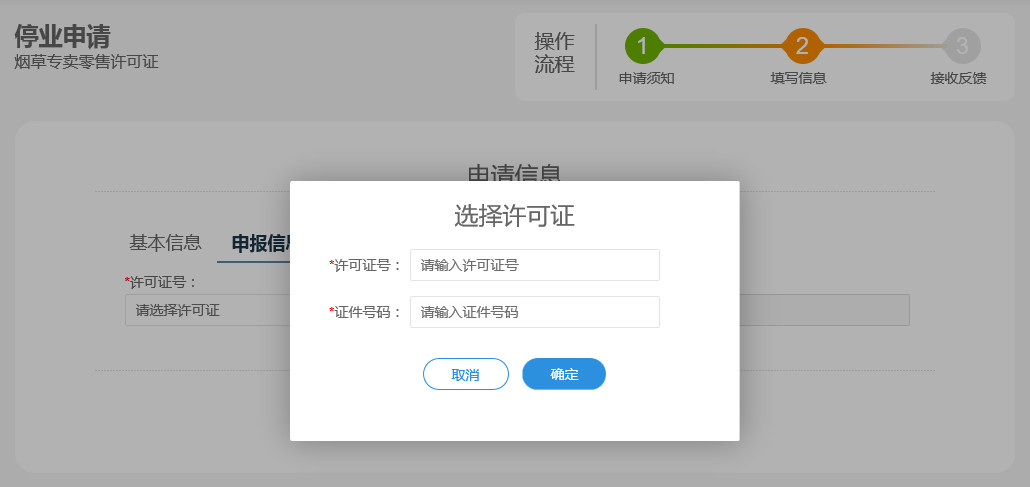 停业申请
烟草专卖零售许可证
操作
流程
1
2
3
申请须知
填写信息
接收反馈
申请信息
基本信息
申报信息
*许可证号：
请选择许可证
选择许可证
*许可证号：
请输入许可证号
*证件号码：
请输入证件号码
取消
确定